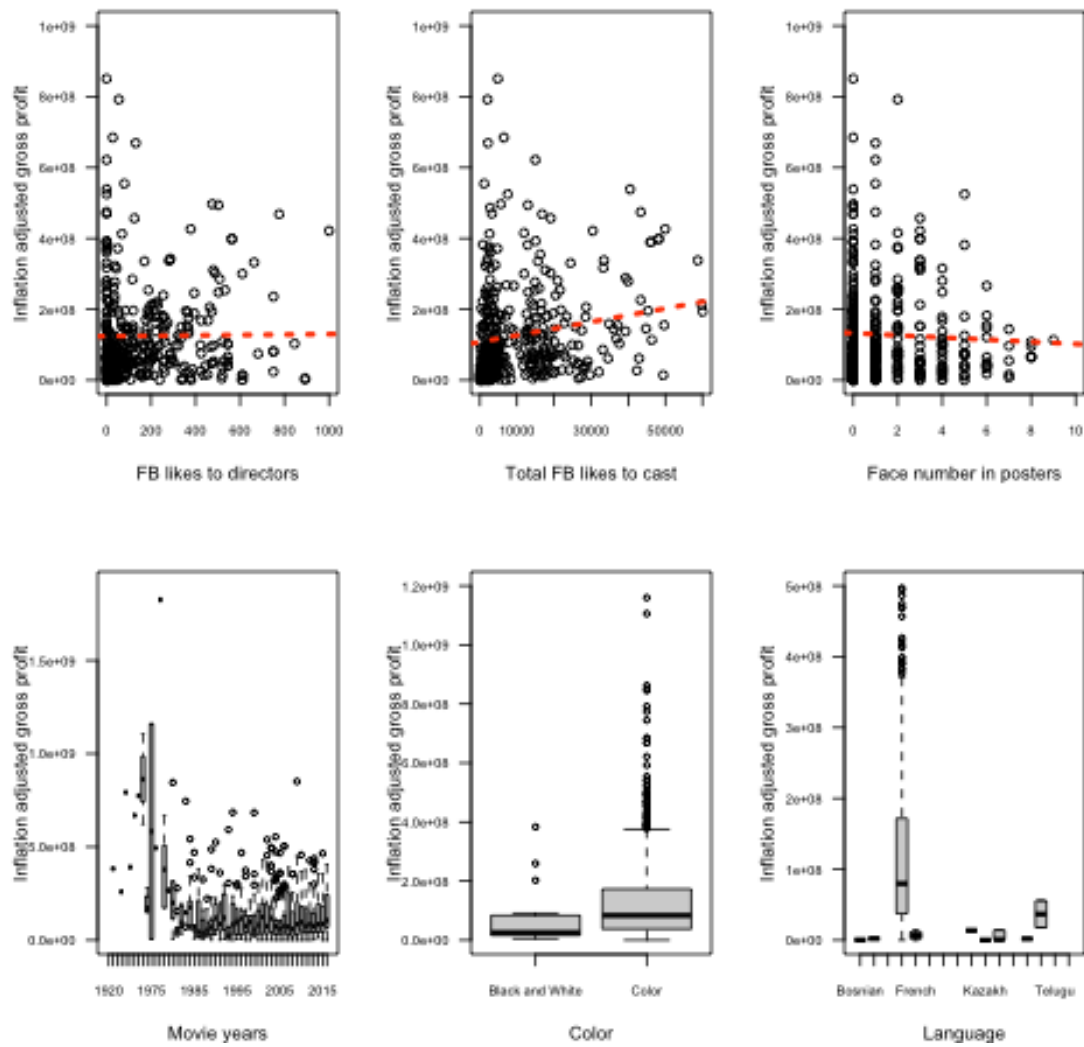 Inflation adjusted gross profit
1e+09
8e+08
6e+08
4e+08
2e+08
0e+00
0 200 400 600 800 1000
FB likes to directors
Inflation adjusted gross profit
1e+09
8e+08
6e+08
4e+08
2e+08
0e+00
0 10000 30000 50000
Total FB likes to cast
Inflation adjusted gross profit
1e+09
8e+08
6e+08
4e+08
2e+08
0e+00
0 2 4 6 8 10
Face number in posters
Inflation adjusted gross profit
1.5e+09
1.0e+09
5.0e+08
0.0e+00
1920 1975 1985 1995 2005 2015
Movie years
Inflation adjusted gross profit
1.2e+09
1.0e+09
8.0e+08
6.0e+08
4.0e+08
2.0e+08
0.0e+00
Black and White Color
Color
Inflation adjusted gross profit
5e+08
4e+08
3e+08
2e+08
1e+08
0e+00
Bosnian French Kazakh Telugu
Language